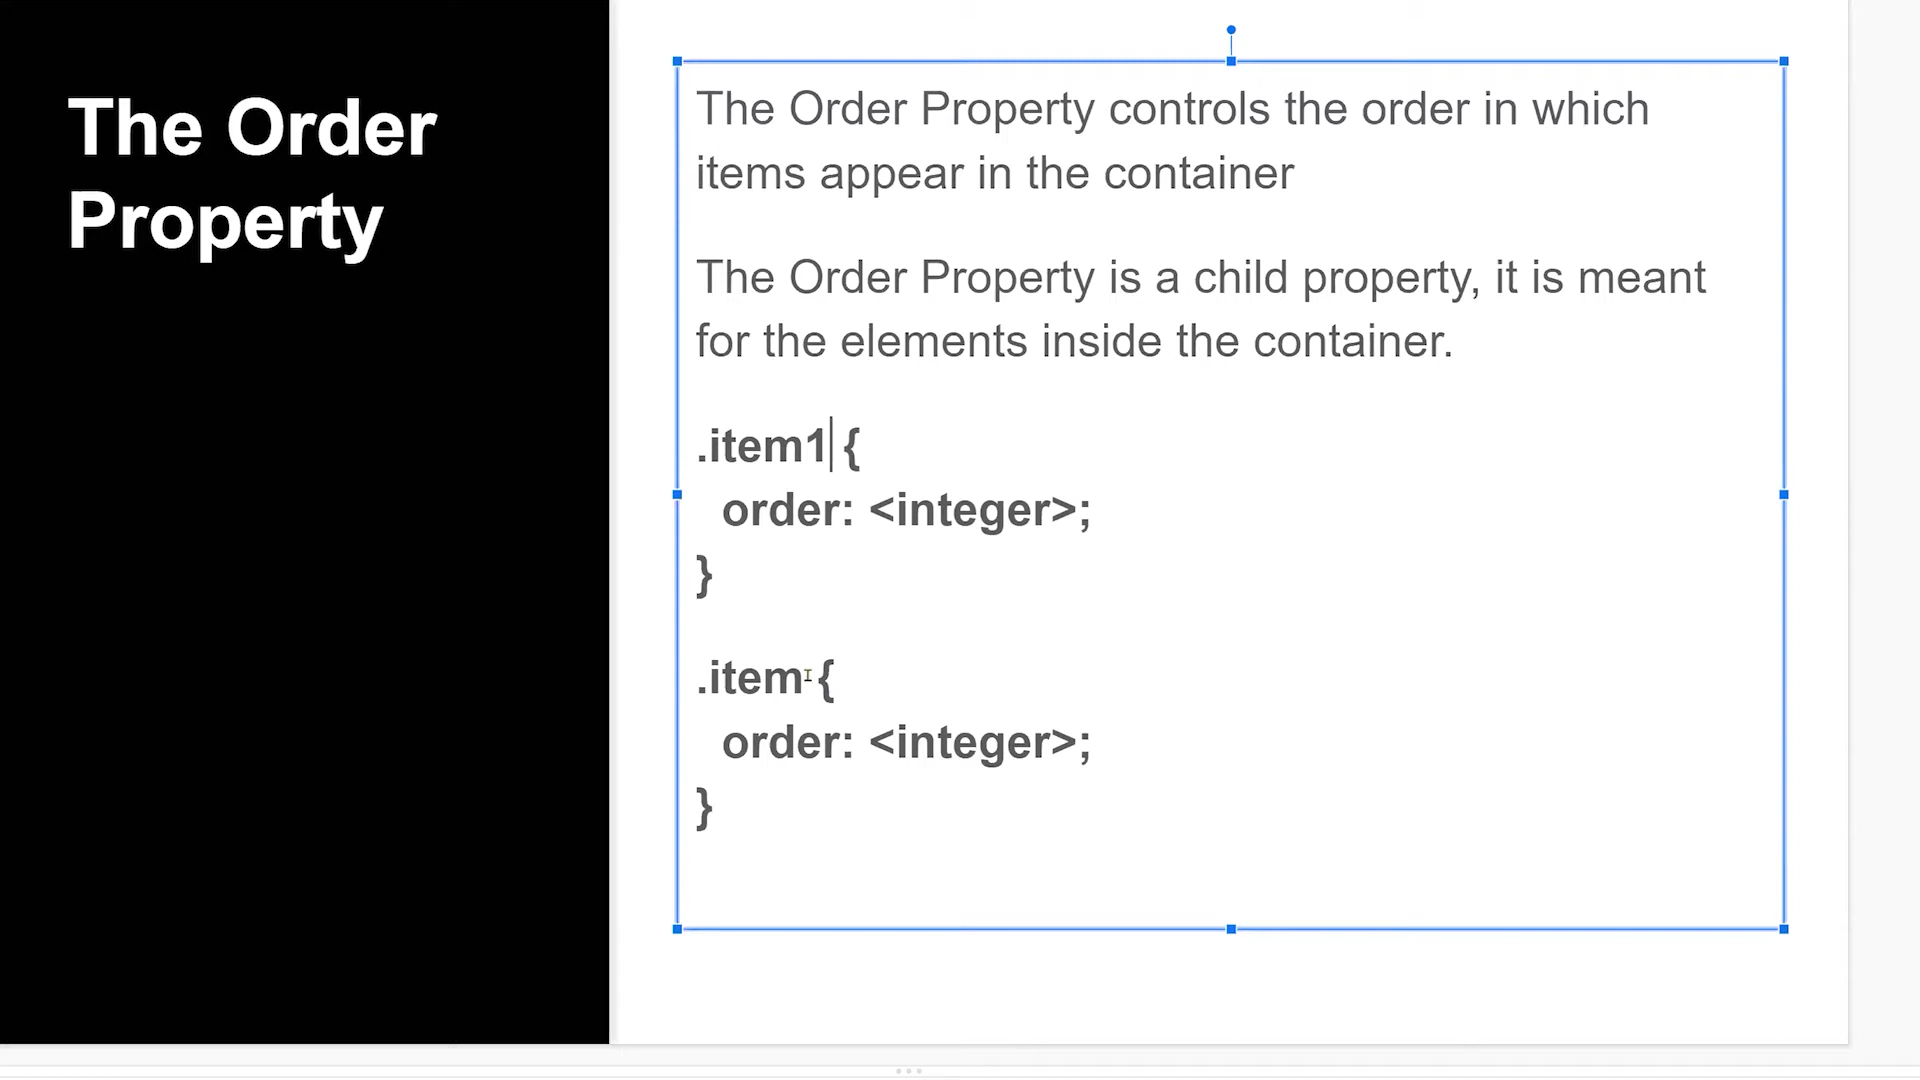 The Order
Property
The Order Property controls the order in which
items appear in the container
The Order Property is a child property, it is meant
for the elements inside the container.
.item1 {
order: <integer>;
}
.item {
order: <integer>;
}